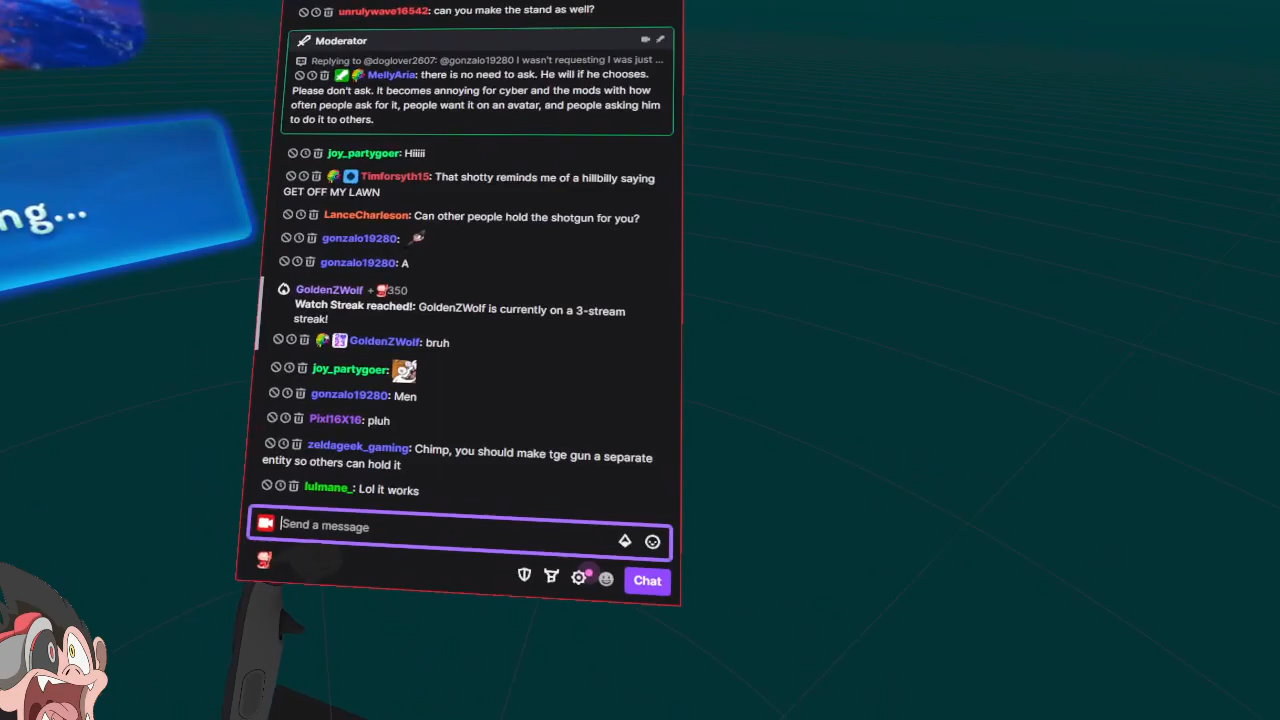 unrulywave16542: can you make the stand as well?
Moderator
Replying to @doglover2607: @gonzalo19280 I wasn't requesting I was just ...
MellyAria: there is no need to ask. He will if he chooses.
Please don't ask. It becomes annoying for cyber and the mods with how
often people ask for it, people want it on an avatar, and people asking him
to do it to others.
joy_partygoer: Hiiiii
Timforsyth15: That shotty reminds me of a hillbilly saying
GET OFF MY LAWN
LanceCharleson: Can other people hold the shotgun for you?
gonzalo19280:
gonzalo19280: A
GoldenZWolf + 350
Watch Streak reached!: GoldenZWolf is currently on a 3-stream
streak!
GoldenZWolf: bruh
joy_partygoer:
gonzalo19280: Men
Pixl16X16: pluh
zeldageek_gaming: Chimp, you should make tge gun a separate
entity so others can hold it
lulmane_: Lol it works
Send a message
Chat
ng...